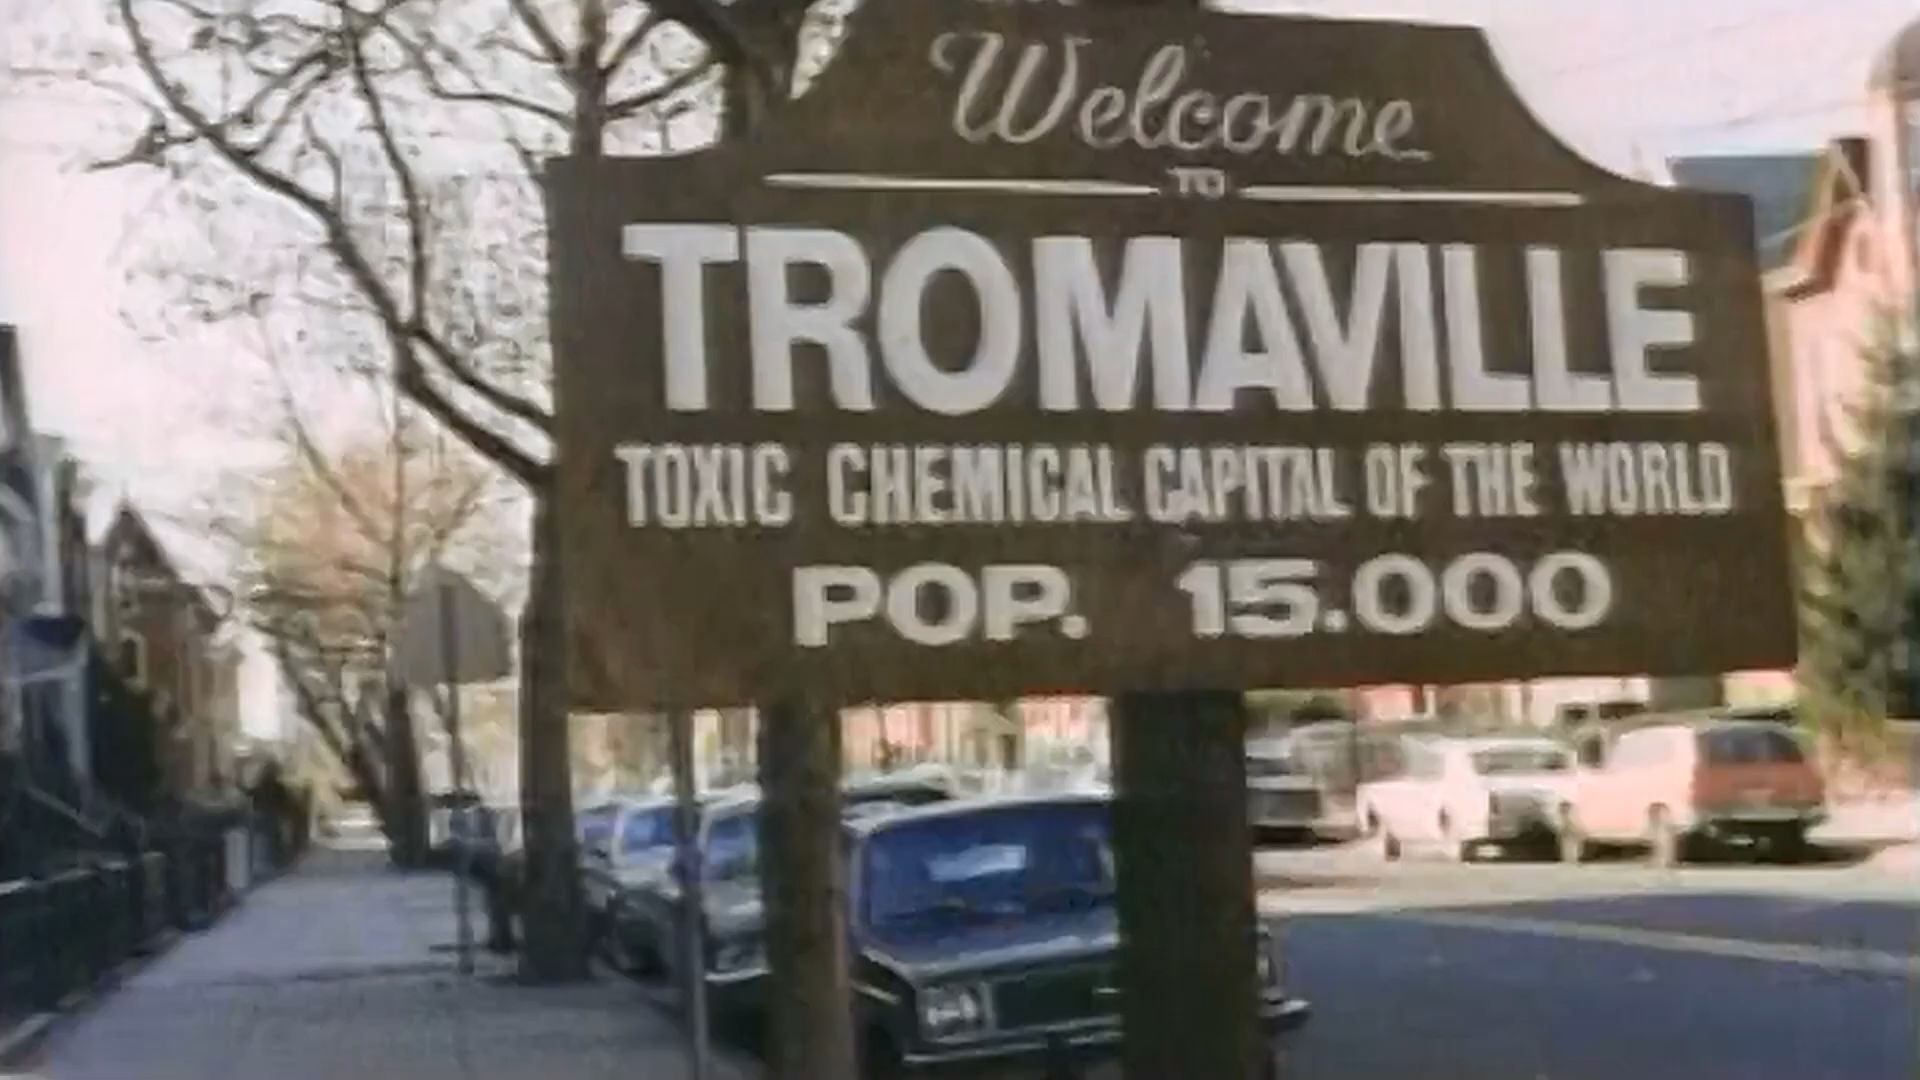 Welcome
TO
TROMAVILLE
TOXIC CHEMICAL CAPITAL OF THE WORLD
POP. 15.000